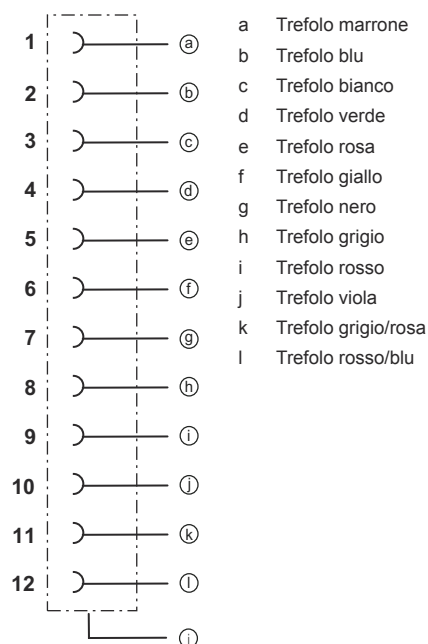 1 a
2 b
3 c
4 d
5 e
6 f
7 g
8 h
9 i
10 j
11 k
12 l
a Trefolo marrone
b Trefolo blu
c Trefolo bianco
d Trefolo verde
e Trefolo rosa
f Trefolo giallo
g Trefolo nero
h Trefolo grigio
i Trefolo rosso
j Trefolo viola
k Trefolo grigio/rosa
l Trefolo rosso/blu